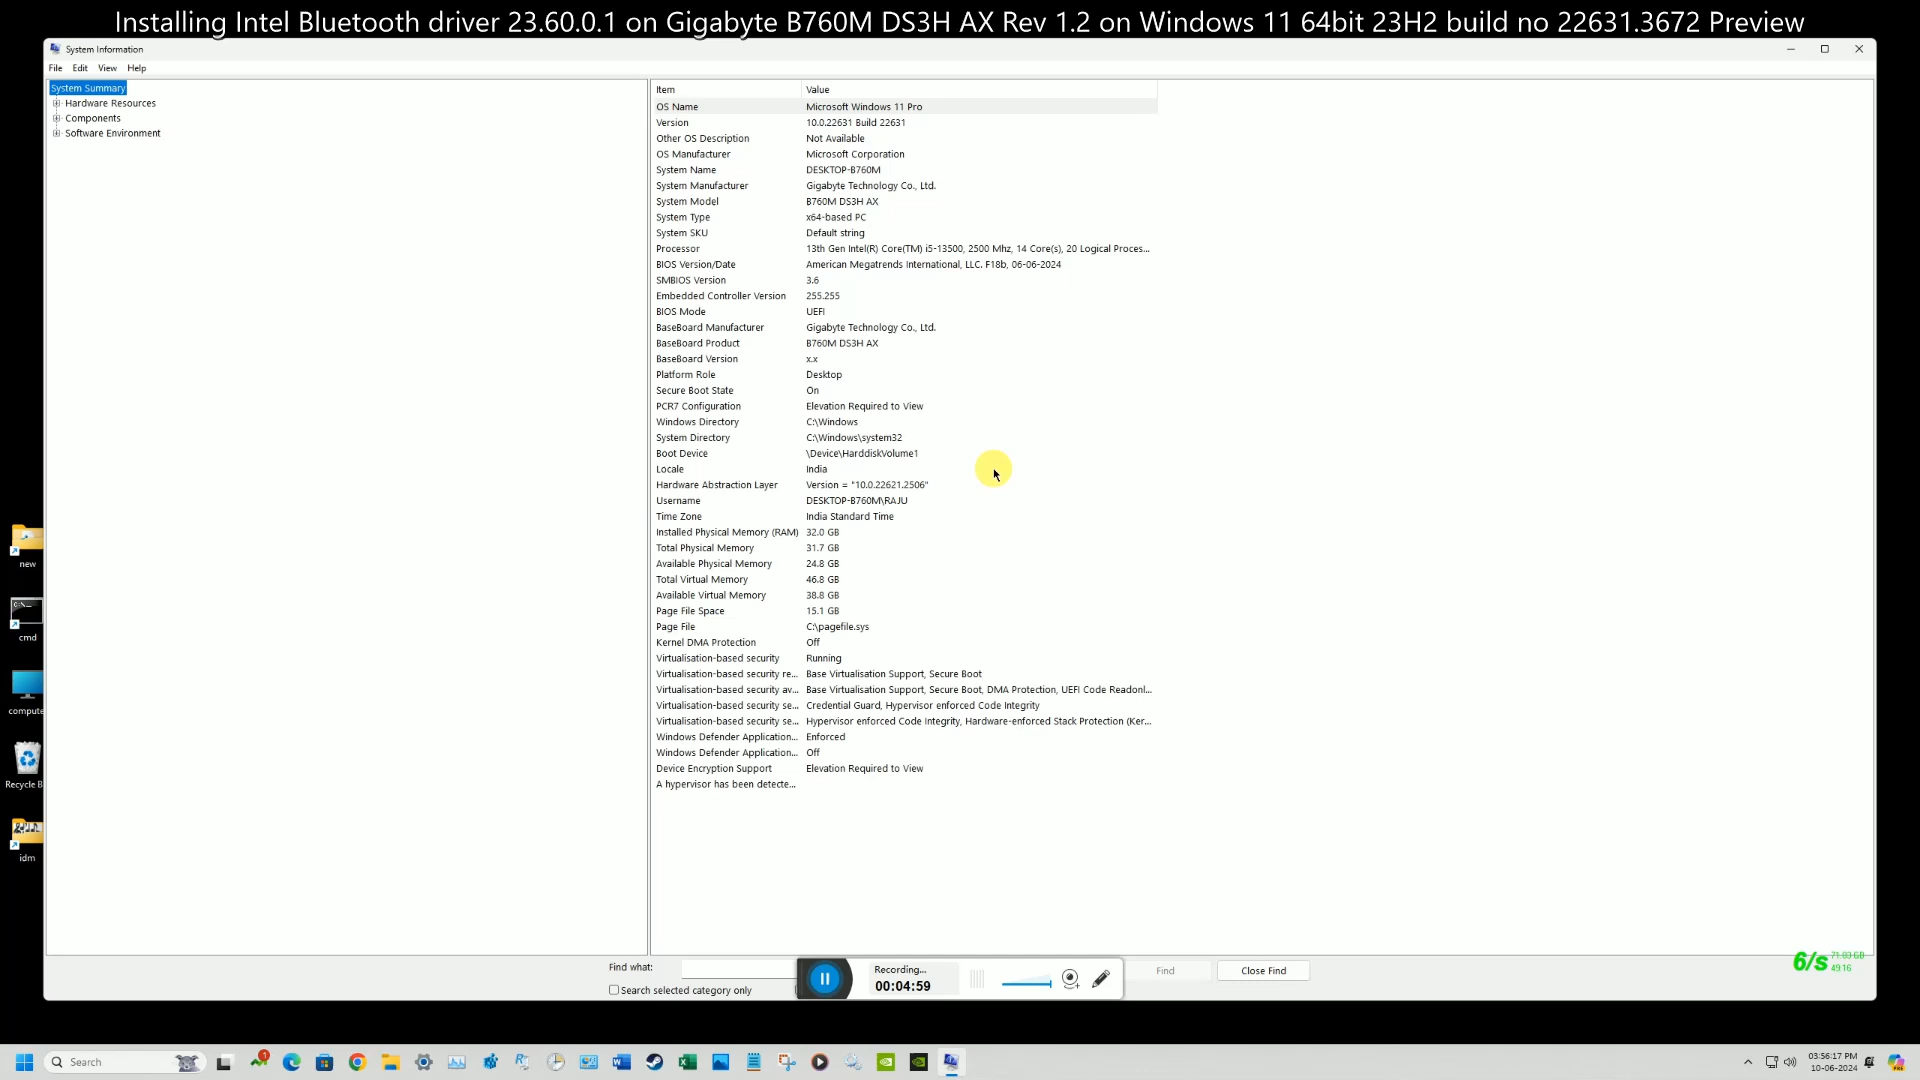 Installing Intel Bluetooth driver 23.60.0.1 on Gigabyte B760M DS3H AX Rev 1.2 on Windows 11 64bit 23H2 build no 22631.3672 Preview
System Information
File Edit View Help
System Summary
Hardware Resources
Components
Software Environment
Item Value
OS Name Microsoft Windows 11 Pro
Version 10.0.22631 Build 22631
Other OS Description Not Available
OS Manufacturer Microsoft Corporation
System Name DESKTOP-B760M
System Manufacturer Gigabyte Technology Co., Ltd.
System Model B760M DS3H AX
System Type x64-based PC
System SKU Default string
Processor 13th Gen Intel(R) Core(TM) i5-13500, 2500 Mhz, 14 Core(s), 20 Logical Proces...
BIOS Version/Date American Megatrends International, LLC. F18b, 06-06-2024
SMBIOS Version 3.6
Embedded Controller Version 255.255
BIOS Mode UEFI
BaseBoard Manufacturer Gigabyte Technology Co., Ltd.
BaseBoard Product B760M DS3H AX
BaseBoard Version x.x
Platform Role Desktop
Secure Boot State On
PCR7 Configuration Elevation Required to View
Windows Directory C:\Windows
System Directory C:\Windows\system32
Boot Device \Device\HarddiskVolume1
Locale India
Hardware Abstraction Layer Version = "10.0.22621.2506"
Username DESKTOP-B760M\RAJU
Time Zone India Standard Time
Installed Physical Memory (RAM) 32.0 GB
Total Physical Memory 31.7 GB
Available Physical Memory 24.8 GB
Total Virtual Memory 46.8 GB
Available Virtual Memory 38.8 GB
Page File Space 15.1 GB
Page File C:\pagefile.sys
Kernel DMA Protection Off
Virtualisation-based security Running
Virtualisation-based security re... Base Virtualisation Support, Secure Boot
Virtualisation-based security av... Base Virtualisation Support, Secure Boot, DMA Protection, UEFI Code Readonl...
Virtualisation-based security se... Credential Guard, Hypervisor enforced Code Integrity
Virtualisation-based security se... Hypervisor enforced Code Integrity, Hardware-enforced Stack Protection (Ker...
Windows Defender Application... Enforced
Windows Defender Application... Off
Device Encryption Support Elevation Required to View
A hypervisor has been detecte...
new
cmd
compute
Recycle B
idm
Find what:
Search selected category only
Recording...
00:04:59
Find
Close Find
6/s 71.03 GB
49.16
Search
1
03:56:17 PM
10-06-2024